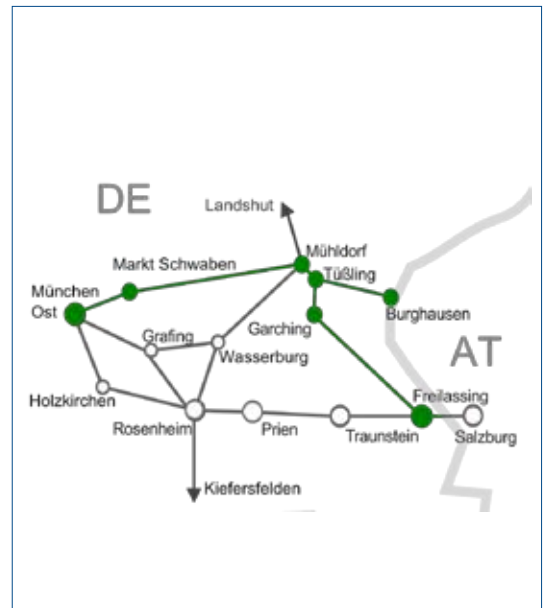 DE
Landshut
Mühldorf
Markt Schwaben
Tüßling
München
Ost
Garching
Burghausen
Grafing
Wasserburg
AT
Holzkirchen
Freilassing
Rosenheim
Prien
Traunstein
Salzburg
Kiefersfelden